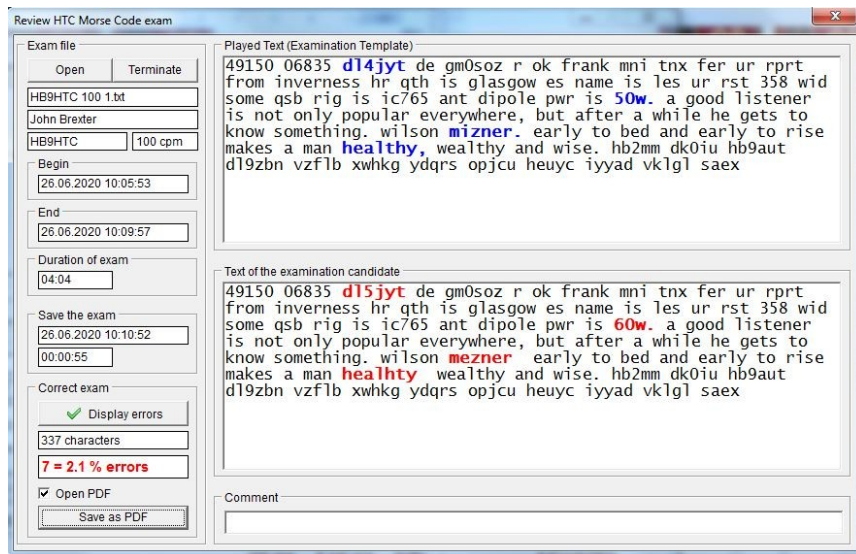 Review HTC Morse Code exam
Exam file
Open Terminate
HB9HTC 100 1.txt
John Brexter
HB9HTC 100 cpm
Begin
26.06.2020 10:05:53
End
26.06.2020 10:09:57
Duration of exam
04:04
Save the exam
26.06.2020 10:10:52
00:00:55
Correct exam
Display errors
337 characters
7 = 2.1 % errors
Open PDF
Save as PDF
Played Text (Examination Template)
49150 06835 dl4jyt de gm0soz r ok frank mni tnx fer ur rprt
from inverness hr qth is glasgow es name is les ur rst 358 wid
some qsb rig is ic765 ant dipole pwr is 50w. a good listener
is not only popular everywhere, but after a while he gets to
know something. wilson mizner. early to bed and early to rise
makes a man healthy, wealthy and wise. hb2mm dk0iu hb9aut
dl9zbn vzflb xwhkg ydqrs opjcu heuyc iyyad vklgl saex
Text of the examination candidate
49150 06835 dl5jyt de gm0soz r ok frank mni tnx fer ur rprt
from inverness hr qth is glasgow es name is les ur rst 358 wid
some qsb rig is ic765 ant dipole pwr is 60w. a good listener
is not only popular everywhere, but after a while he gets to
know something. wilson mezner early to bed and early to rise
makes a man healhty wealthy and wise. hb2mm dk0iu hb9aut
dl9zbn vzflb xwhkg ydqrs opjcu heuyc iyyad vklgl saex
Comment